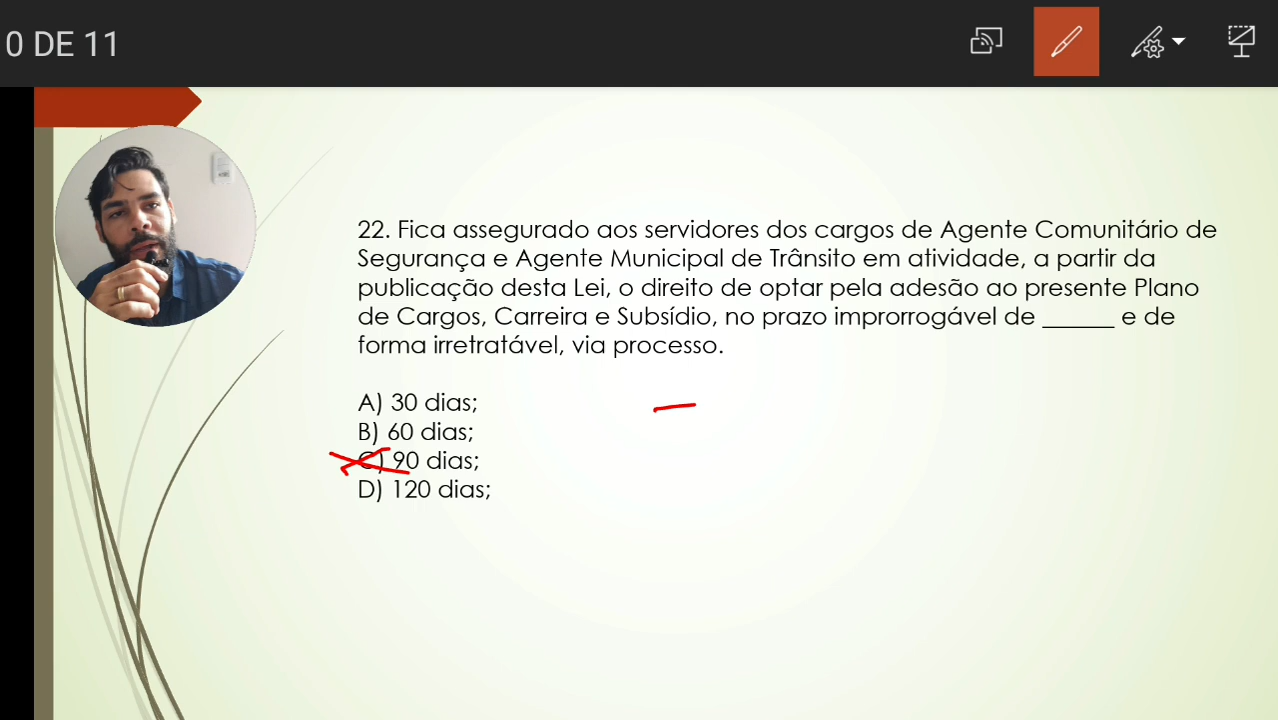 0 DE 11
22. Fica assegurado aos servidores dos cargos de Agente Comunitário de
Segurança e Agente Municipal de Trânsito em atividade, a partir da
publicação desta Lei, o direito de optar pela adesão ao presente Plano
de Cargos, Carreira e Subsídio, no prazo improrrogável de ______ e de
forma irretratável, via processo.
A) 30 dias;
B) 60 dias;
C) 90 dias;
D) 120 dias;